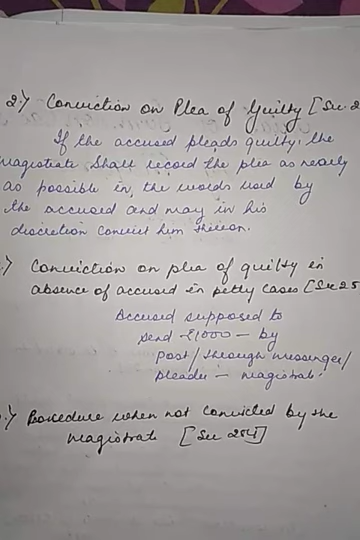 2.) Conviction on Plea of Guilty [Sec 2
If the accused pleads guilty, the
magistrate shall record the plea as nearly
as possible in, the words used by
the accused and may in his
discretion convict him thereon.
.) Conviction on plea of guilty in
absence of accused in petty cases [Sec 25
Accused supposed to
send ₹1000 - by
post/through messenger/
pleader - magistrate.
.) Procedure when not convicted by the
magistrate [Sec 254]